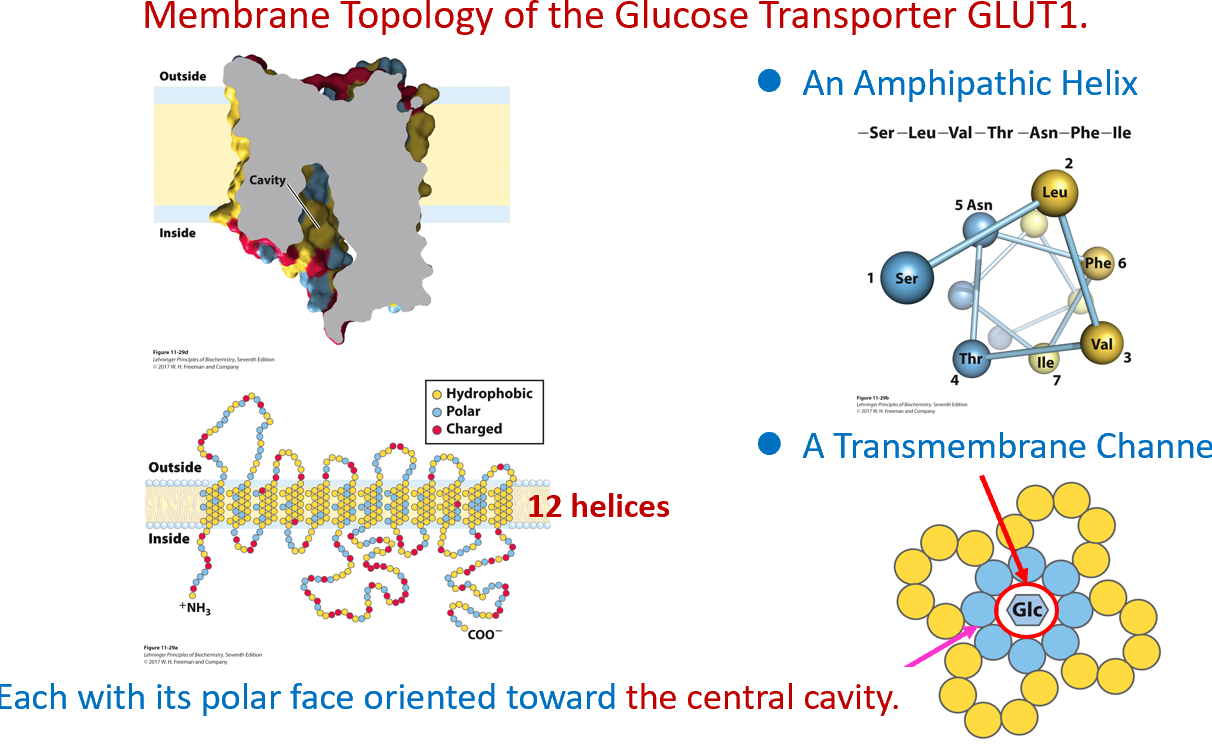 Membrane Topology of the Glucose Transporter GLUT1.
Outside
Cavity
Inside
Figure 11-29d
Lehninger Principles of Biochemistry, Seventh Edition
© 2017 W. H. Freeman and Company
Hydrophobic
Polar
Charged
Outside
12 helices
Inside
⁺NH₃
COO⁻
Figure 11-29a
Lehninger Principles of Biochemistry, Seventh Edition
© 2017 W. H. Freeman and Company
Each with its polar face oriented toward the central cavity.
● An Amphipathic Helix
–Ser–Leu–Val–Thr–Asn–Phe–Ile
2
Leu
5 Asn
Phe 6
1 Ser
Val
3
Thr
4
Ile
7
Figure 11-29b
Lehninger Principles of Biochemistry, Seventh Edition
© 2017 W. H. Freeman and Company
● A Transmembrane Channe
Glc